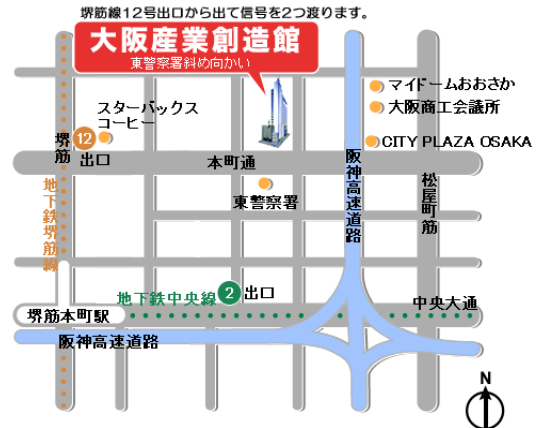 堺筋線12号出口から出て信号を2つ渡ります。
大阪産業創造館
東警察署斜め向かい
マイドームおおさか
大阪商工会議所
スターバックス
コーヒー
堺筋
12
出口
本町通
CITY PLAZA OSAKA
阪神高速道路
松屋町筋
地下鉄堺筋線
東警察署
地下鉄中央線
2
出口
中央大通
堺筋本町駅
阪神高速道路
N